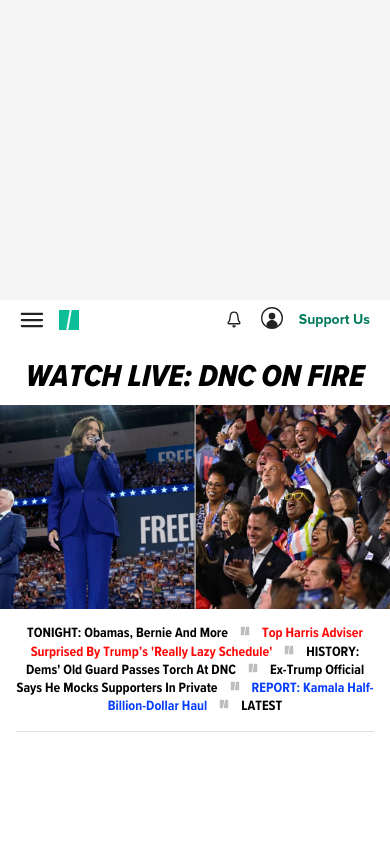 Support Us
WATCH LIVE: DNC ON FIRE
FREE
FREE
TONIGHT: Obamas, Bernie And More
Top Harris Adviser
Surprised By Trump’s 'Really Lazy Schedule'
HISTORY:
Dems' Old Guard Passes Torch At DNC
Ex-Trump Official
Says He Mocks Supporters In Private
REPORT: Kamala Half-
Billion-Dollar Haul
LATEST